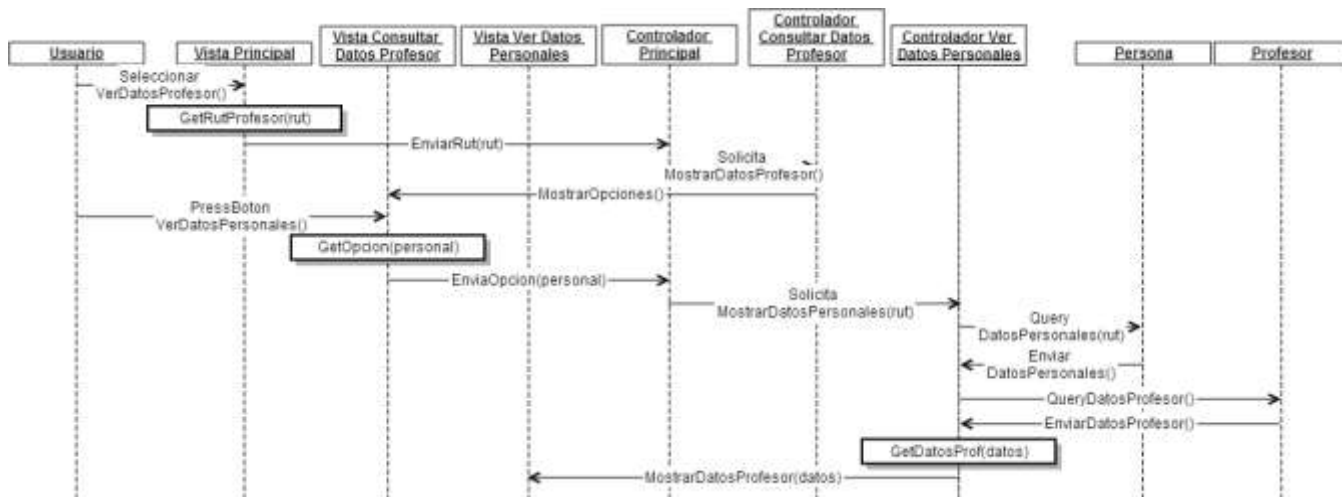 Usuario
Vista Principal
Vista Consultar
Datos Profesor
Vista Ver Datos
Personales
Controlador
Principal
Controlador
Consultar Datos
Profesor
Controlador Ver
Datos Personales
Persona
Profesor
Seleccionar
VerDatosProfesor()
GetRutProfesor(rut)
EnviarRut(rut)
Solicita
MostrarDatosProfesor()
MostrarOpciones()
PressBoton
VerDatosPersonales()
GetOpcion(personal)
EnviaOpcion(personal)
Solicita
MostrarDatosPersonales(rut)
Query
DatosPersonales(rut)
Enviar
DatosPersonales()
QueryDatosProfesor()
EnviarDatosProfesor()
GetDatosProf(datos)
MostrarDatosProfesor(datos)